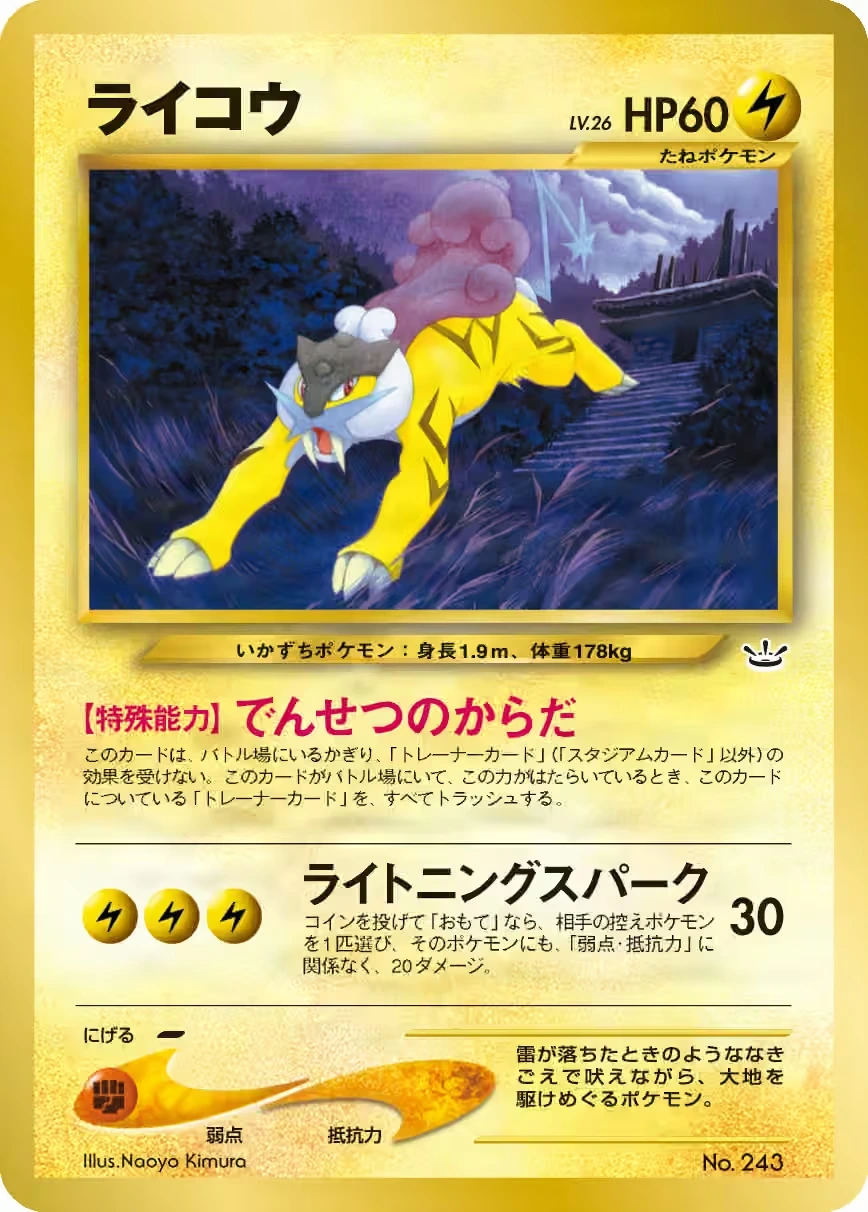 ライコウ
LV.26 HP60
たねポケモン
いかずちポケモン：身長1.9m、体重178kg
【特殊能力】でんせつのからだ
このカードは、バトル場にいるかぎり、「トレーナーカード」（「スタジアムカード」以外）の
効果を受けない。このカードがバトル場にいて、この力がはたらいているとき、このカード
についている「トレーナーカード」を、すべてトラッシュする。
ライトニングスパーク 30
コインを投げて「おもて」なら、相手の控えポケモン
を1匹選び、そのポケモンにも、「弱点・抵抗力」に
関係なく、20ダメージ。
にげる
弱点
抵抗力
雷が落ちたときのようななき
ごえで吠えながら、大地を
駆けめぐるポケモン。
Illus.Naoyo Kimura
No. 243